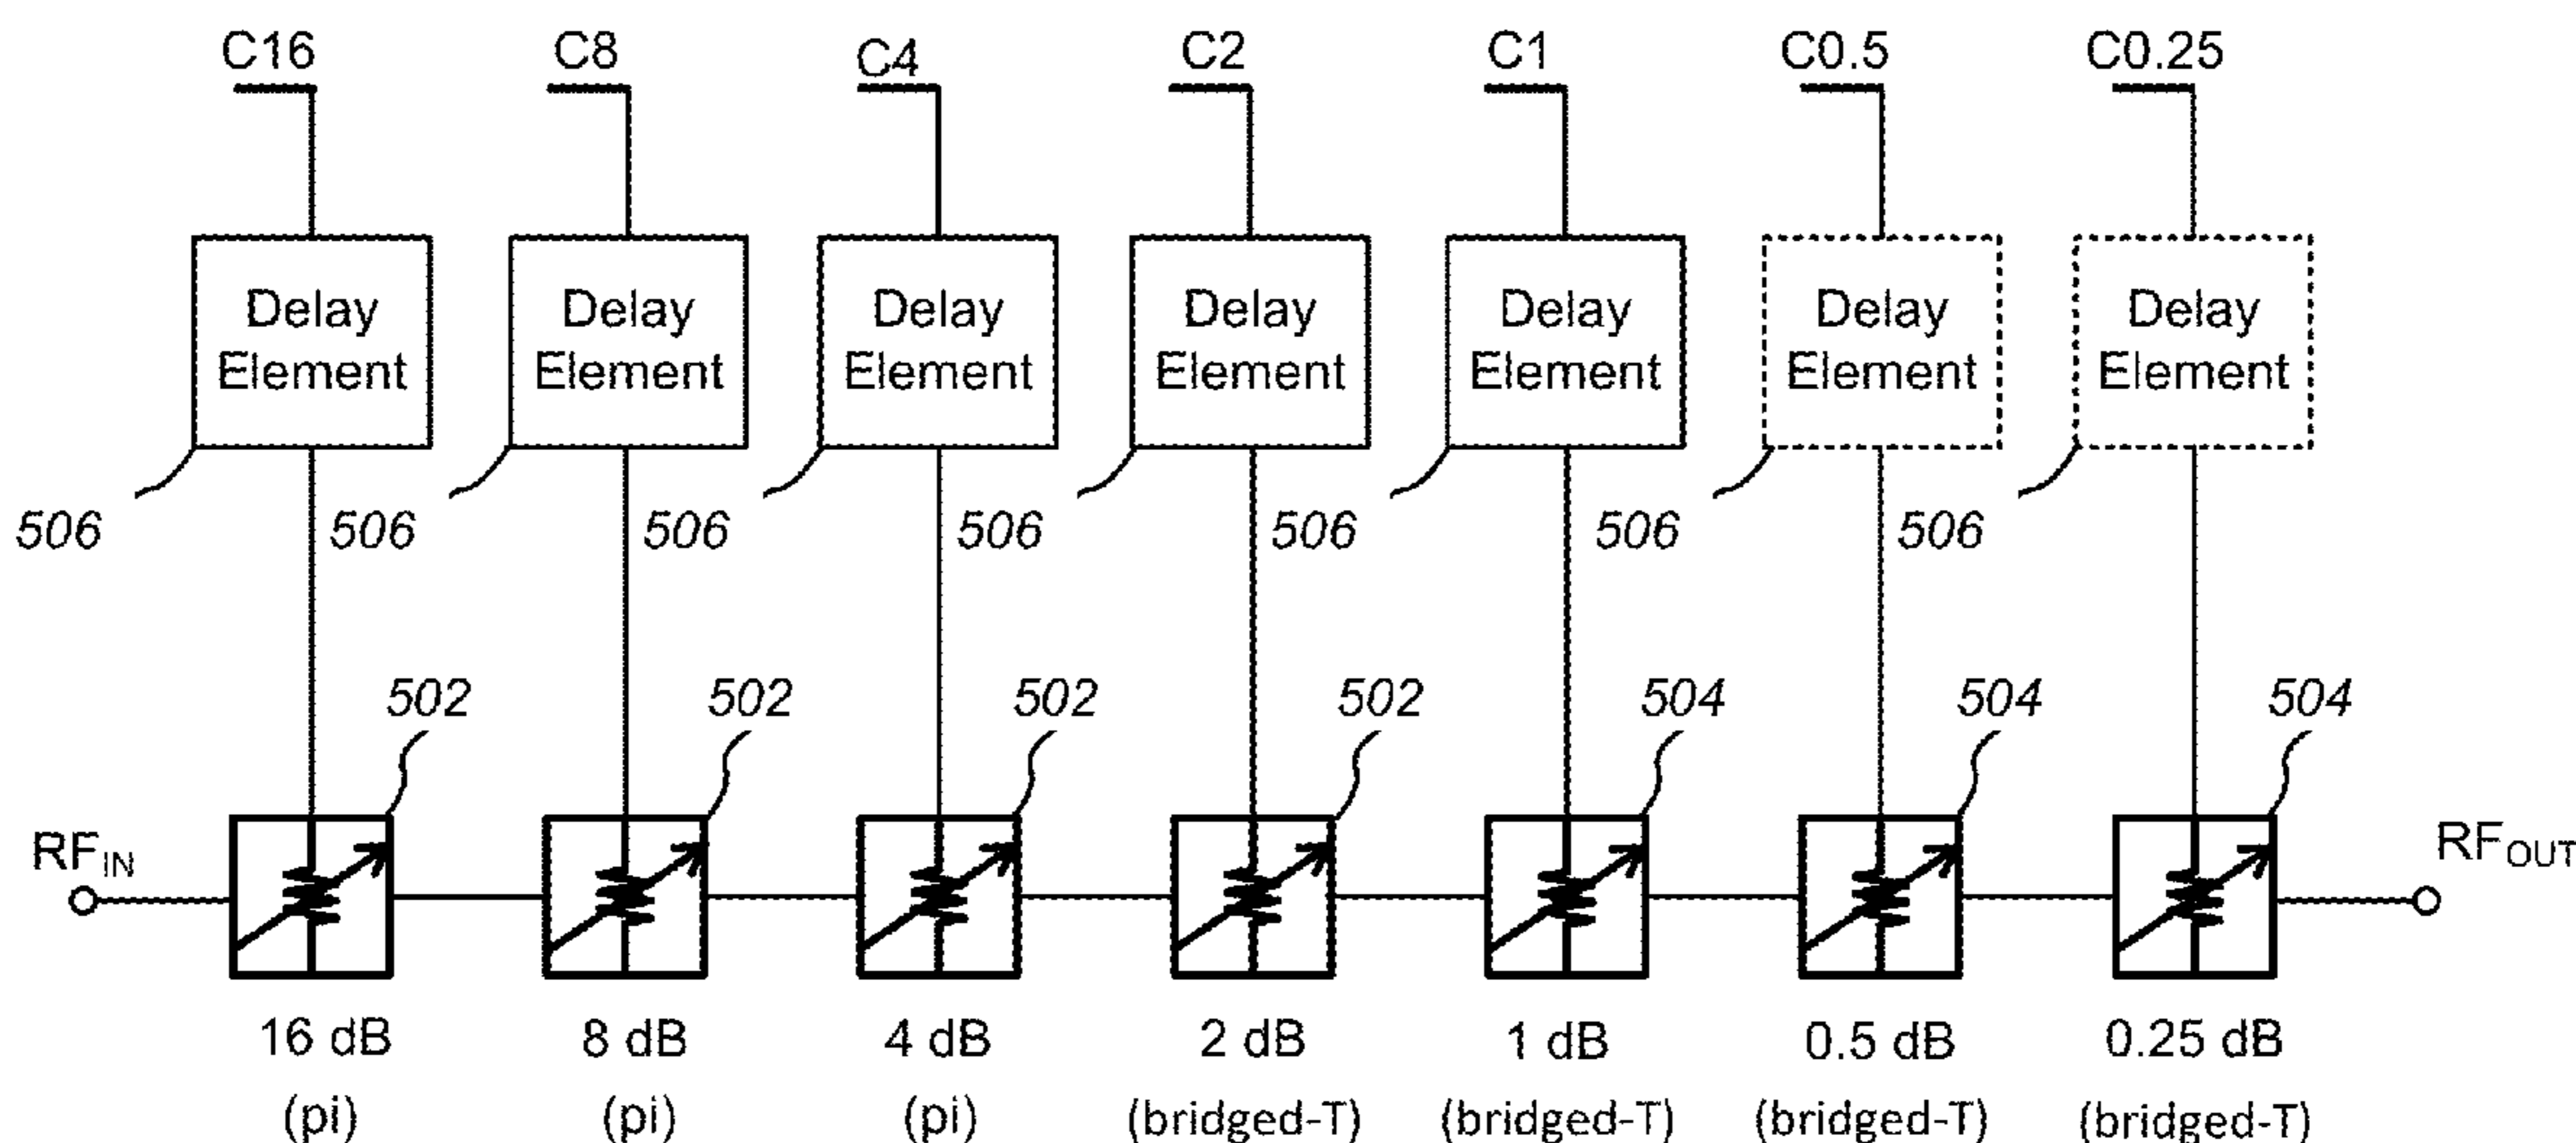 C16 C8 C4 C2 C1 C0.5 C0.25
Delay Delay Delay Delay Delay Delay Delay
Element Element Element Element Element Element Element
506 506 506 506 506 506 506
502 502 502 502 504 504 504
RFIN RFOUT
16 dB 8 dB 4 dB 2 dB 1 dB 0.5 dB 0.25 dB
(pi) (pi) (pi) (bridged-T) (bridged-T) (bridged-T) (bridged-T)